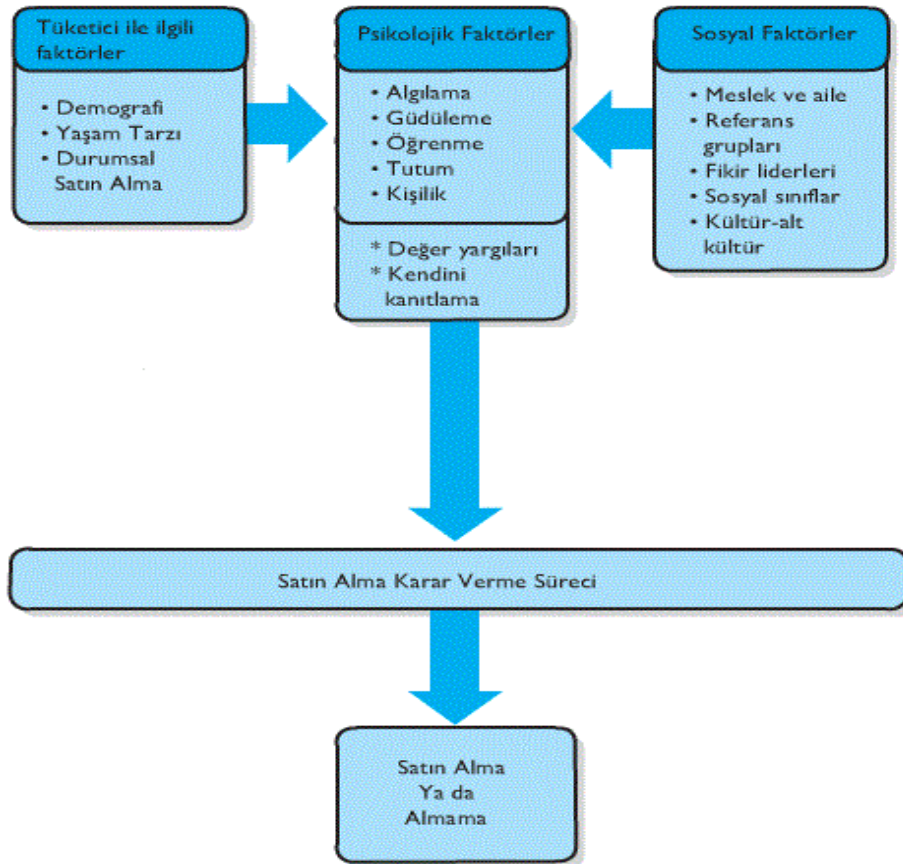 Tüketici ile ilgili
faktörler
• Demografi
• Yaşam Tarzı
• Durumsal
Satın Alma
Psikolojik Faktörler
• Algılama
• Güdüleme
• Öğrenme
• Tutum
• Kişilik
* Değer yargıları
* Kendini
kanıtlama
Sosyal Faktörler
• Meslek ve aile
• Referans
grupları
• Fikir liderleri
• Sosyal sınıflar
• Kültür-alt
kültür
Satın Alma Karar Verme Süreci
Satın Alma
Ya da
Almama